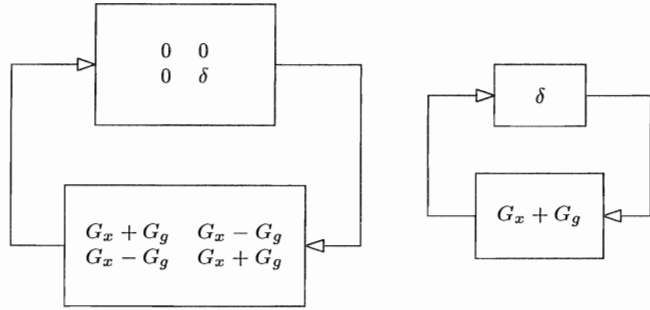 0 0
0 δ
G_x + G_g G_x − G_g
G_x − G_g G_x + G_g
δ
G_x + G_g